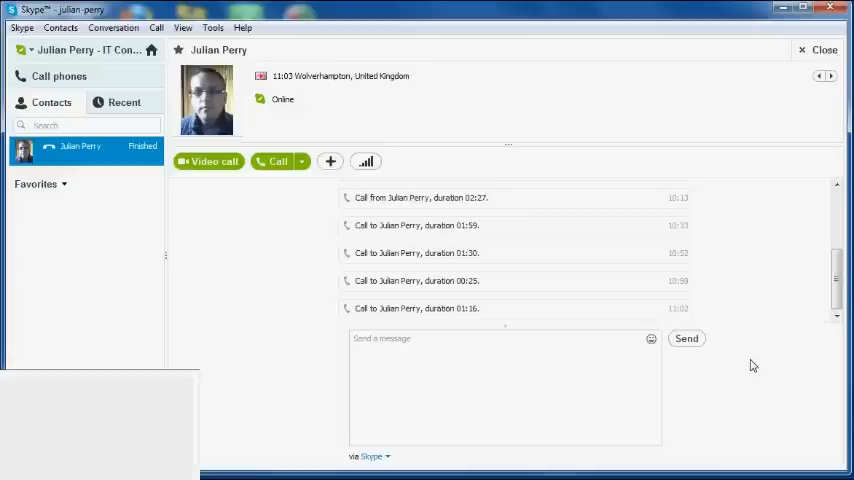 Skype™ - julian-perry
Skype Contacts Conversation Call View Tools Help
Julian Perry - IT Con...
Julian Perry
Close
Call phones
11:03 Wolverhampton, United Kingdom
Online
Contacts
Recent
Search
Julian Perry
Finished
Video call
Call
Favorites
Call from Julian Perry, duration 02:27. 10:13
Call to Julian Perry, duration 01:59. 10:33
Call to Julian Perry, duration 01:30. 10:52
Call to Julian Perry, duration 00:25. 10:59
Call to Julian Perry, duration 01:16. 11:02
Send a message
Send
via Skype